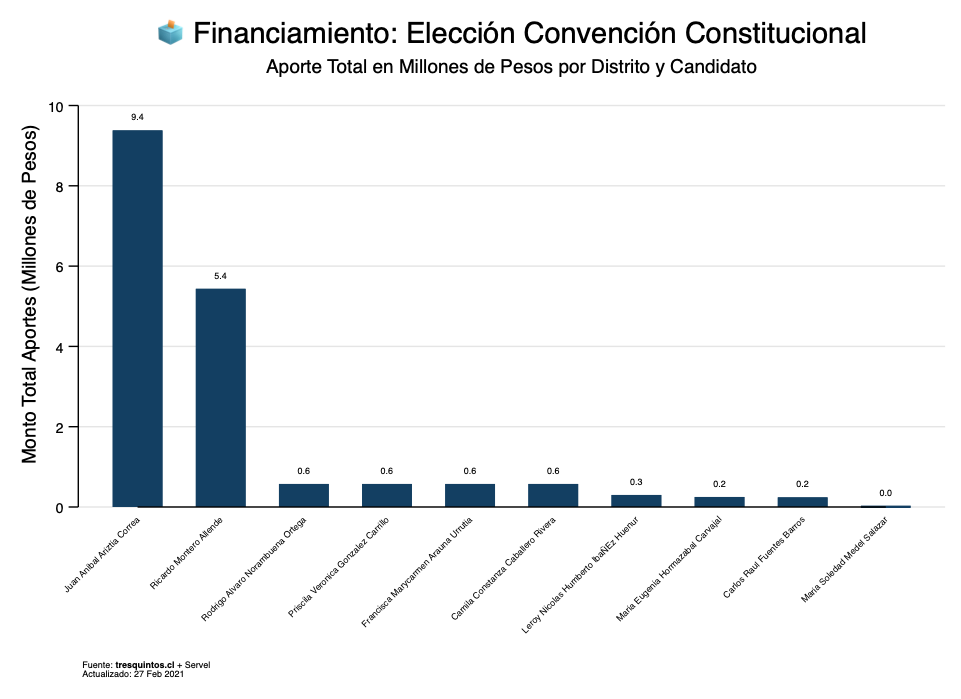 Financiamiento: Elección Convención Constitucional
Aporte Total en Millones de Pesos por Distrito y Candidato
Monto Total Aportes (Millones de Pesos)
10
8
6
4
2
0
9.4
5.4
0.6
0.6
0.6
0.6
0.3
0.2
0.2
0.0
Juan Anibal Ariztia Correa
Ricardo Montero Allende
Rodrigo Alvaro Norambuena Ortega
Priscila Veronica Gonzalez Carrillo
Francisca Marycarmen Arauna Urrutia
Camila Constanza Caballero Rivera
Leroy Nicolas Humberto IbaÑEz Huenur
Maria Eugenia Hormazabal Carvajal
Carlos Raul Fuentes Barros
Maria Soledad Medel Salazar
Fuente: tresquintos.cl + Servel
Actualizado: 27 Feb 2021